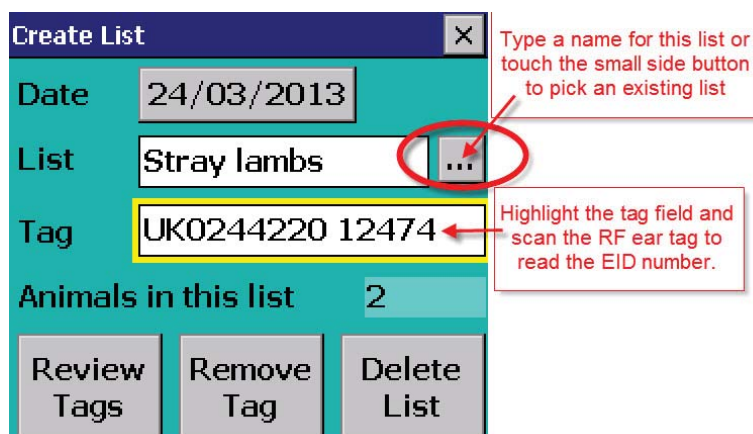 Create List
Type a name for this list or
touch the small side button
to pick an existing list
Date 24/03/2013
List Stray lambs ...
Tag UK0244220 12474
Highlight the tag field and
scan the RF ear tag to
read the EID number.
Animals in this list 2
Review
Tags
Remove
Tag
Delete
List